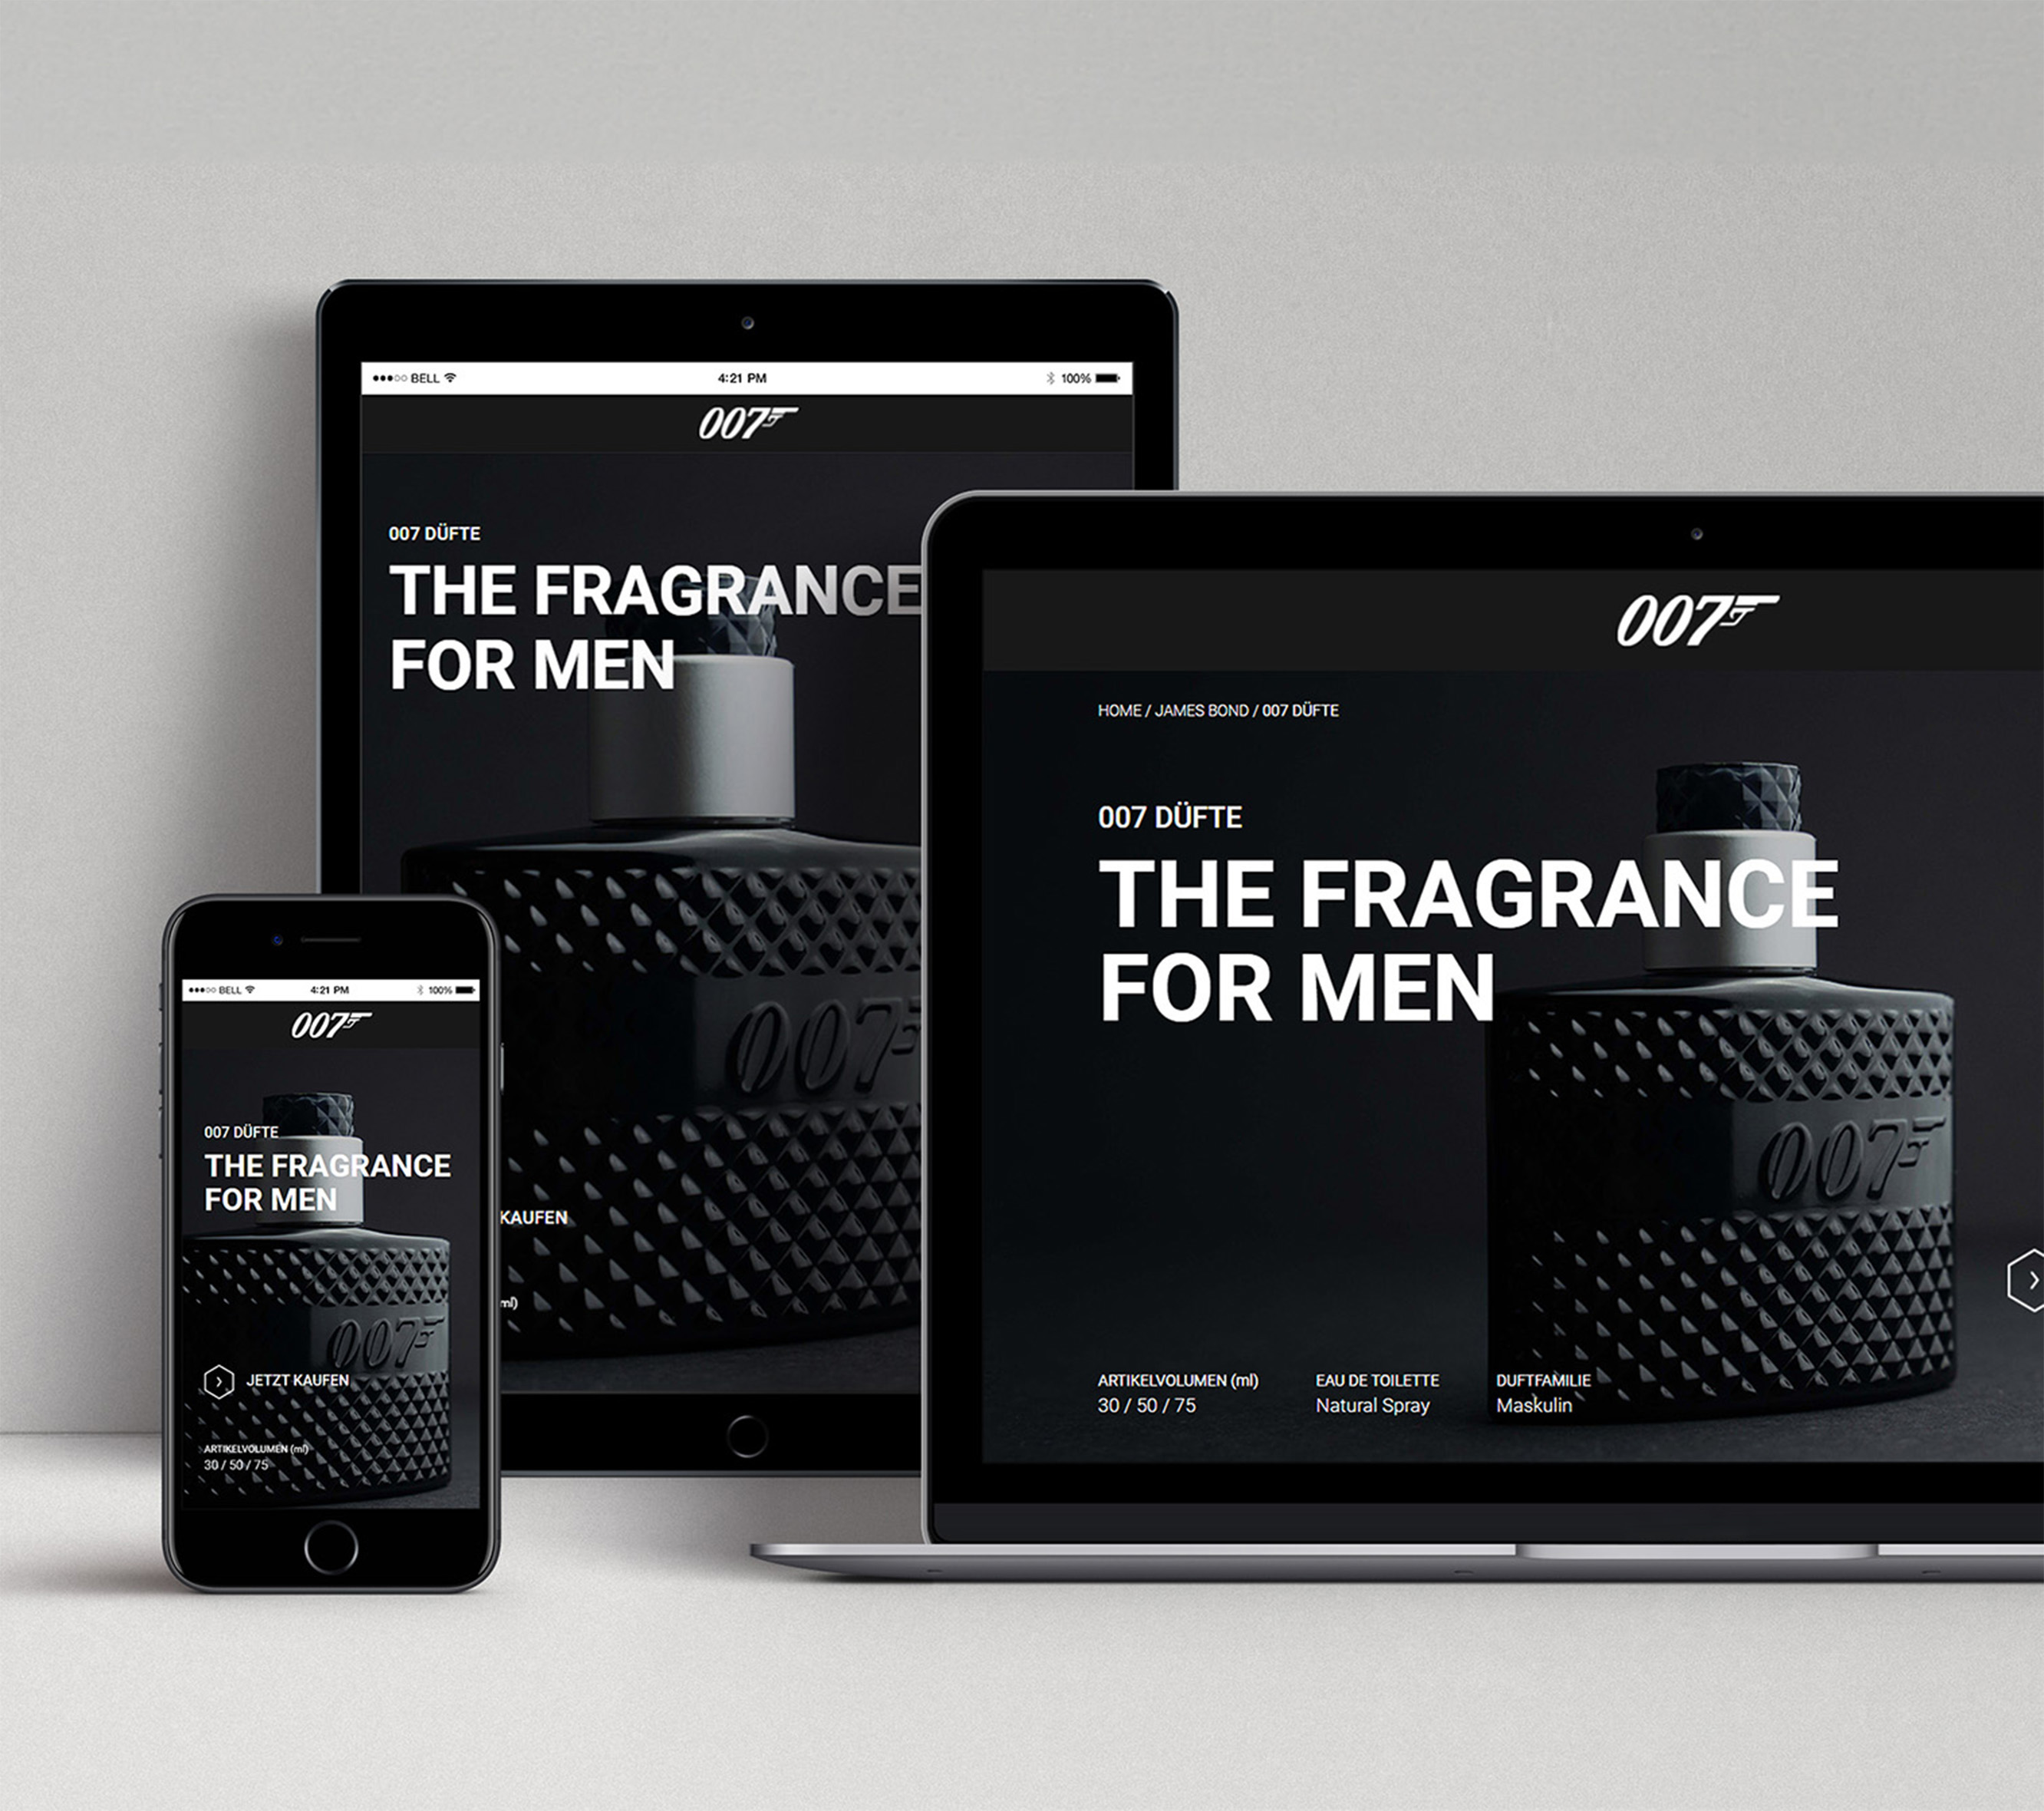 BELL
4:21 PM
100%
007
007 DÜFTE
THE FRAGRANCE
FOR MEN
007
KAUFEN
ml)
BELL
4:21 PM
100%
007
007 DÜFTE
THE FRAGRANCE
FOR MEN
007
JETZT KAUFEN
ARTIKELVOLUMEN (ml)
30 / 50 / 75
007
HOME / JAMES BOND / 007 DÜFTE
007 DÜFTE
THE FRAGRANCE
FOR MEN
007
ARTIKELVOLUMEN (ml)
30 / 50 / 75
EAU DE TOILETTE
Natural Spray
DUFTFAMILIE
Maskulin